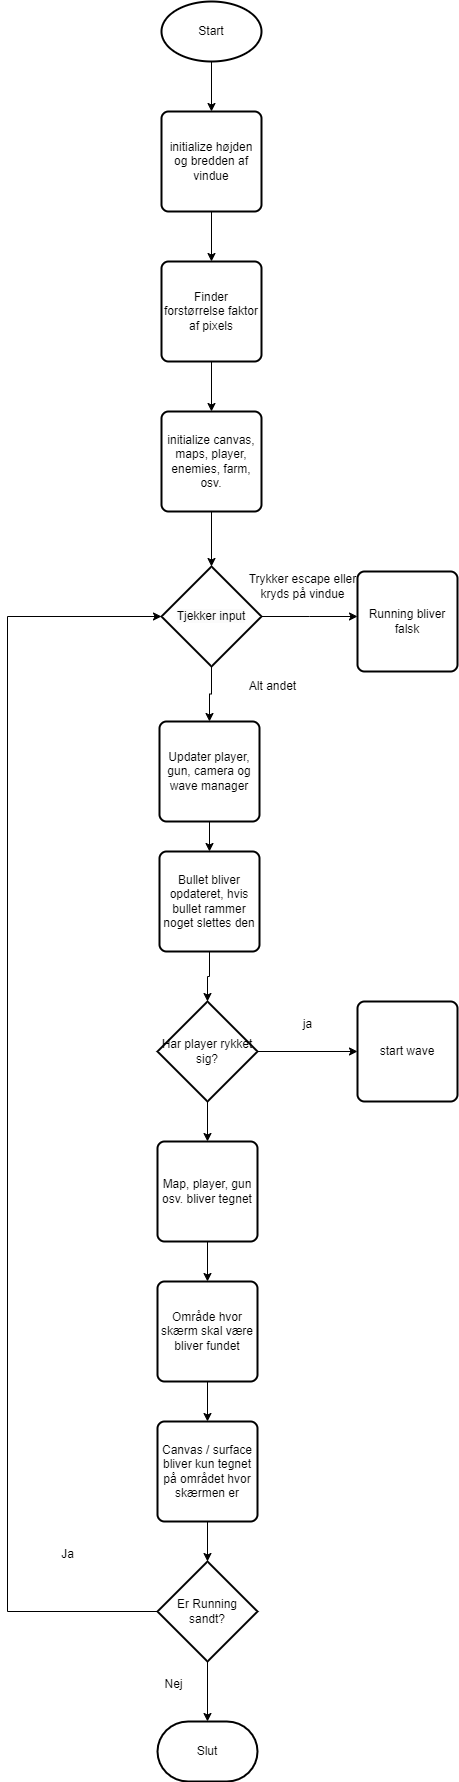 Start
initialize højden
og bredden af
vindue
Finder
forstørrelse faktor
af pixels
initialize canvas,
maps, player,
enemies, farm,
osv.
Tjekker input
Trykker escape eller
kryds på vindue
Running bliver
falsk
Alt andet
Updater player,
gun, camera og
wave manager
Bullet bliver
opdateret, hvis
bullet rammer
noget slettes den
Har player rykket
sig?
ja
start wave
Map, player, gun
osv. bliver tegnet
Område hvor
skærm skal være
bliver fundet
Canvas / surface
bliver kun tegnet
på området hvor
skærmen er
Ja
Er Running
sandt?
Nej
Slut